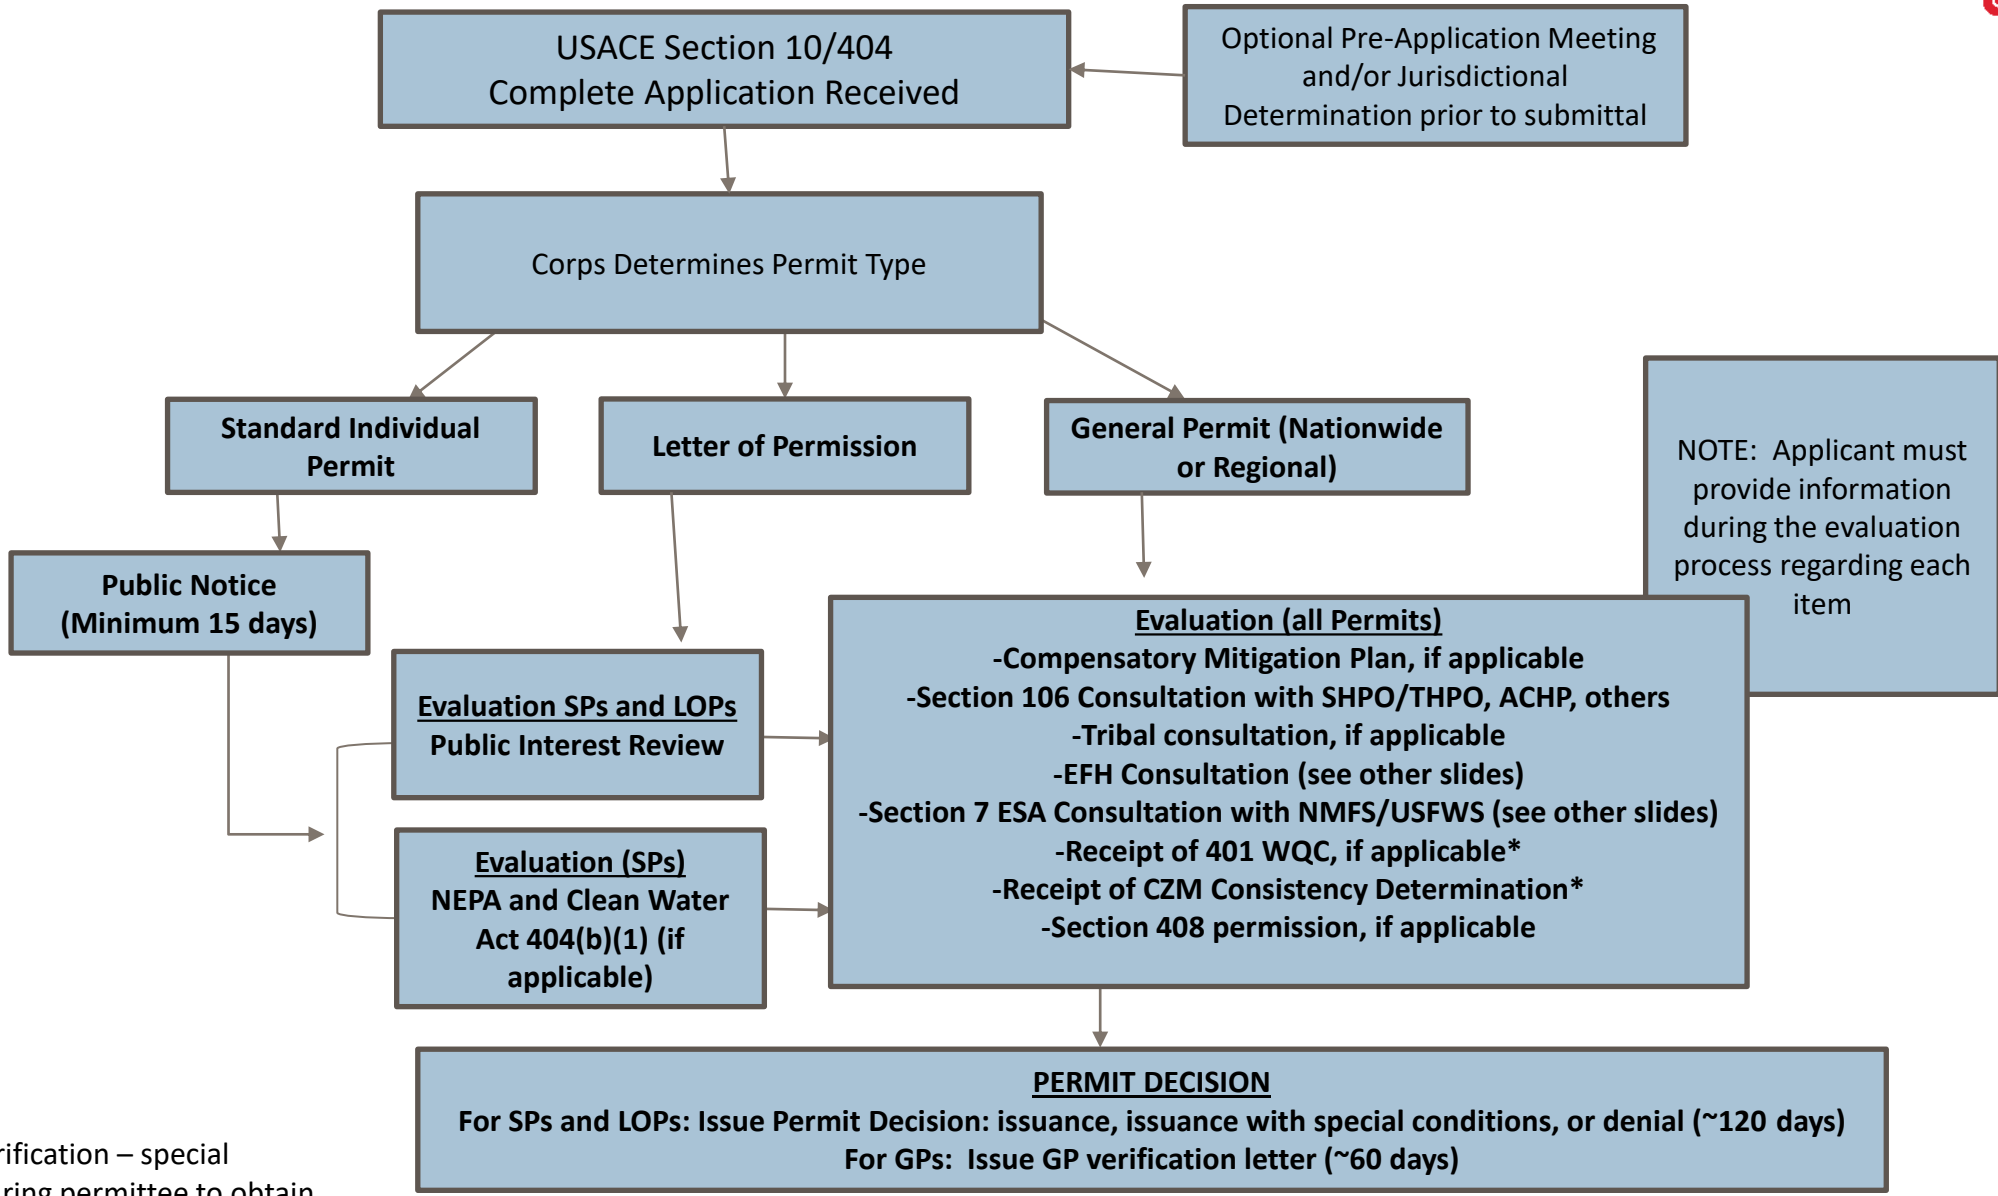 USACE Section 10/404
Complete Application Received
Optional Pre-Application Meeting
and/or Jurisdictional
Determination prior to submittal
Corps Determines Permit Type
Standard Individual
Permit
Letter of Permission
General Permit (Nationwide
or Regional)
NOTE:  Applicant must
provide information
during the evaluation
process regarding each
item
Public Notice
(Minimum 15 days)
Evaluation SPs and LOPs
Public Interest Review
Evaluation (SPs)
NEPA and Clean Water
Act 404(b)(1) (if
applicable)
Evaluation (all Permits)
-Compensatory Mitigation Plan, if applicable
-Section 106 Consultation with SHPO/THPO, ACHP, others
-Tribal consultation, if applicable
-EFH Consultation (see other slides)
-Section 7 ESA Consultation with NMFS/USFWS (see other slides)
-Receipt of 401 WQC, if applicable*
-Receipt of CZM Consistency Determination*
-Section 408 permission, if applicable
PERMIT DECISION
For SPs and LOPs: Issue Permit Decision: issuance, issuance with special conditions, or denial (~120 days)
For GPs:  Issue GP verification letter (~60 days)
– special
permittee to obtain